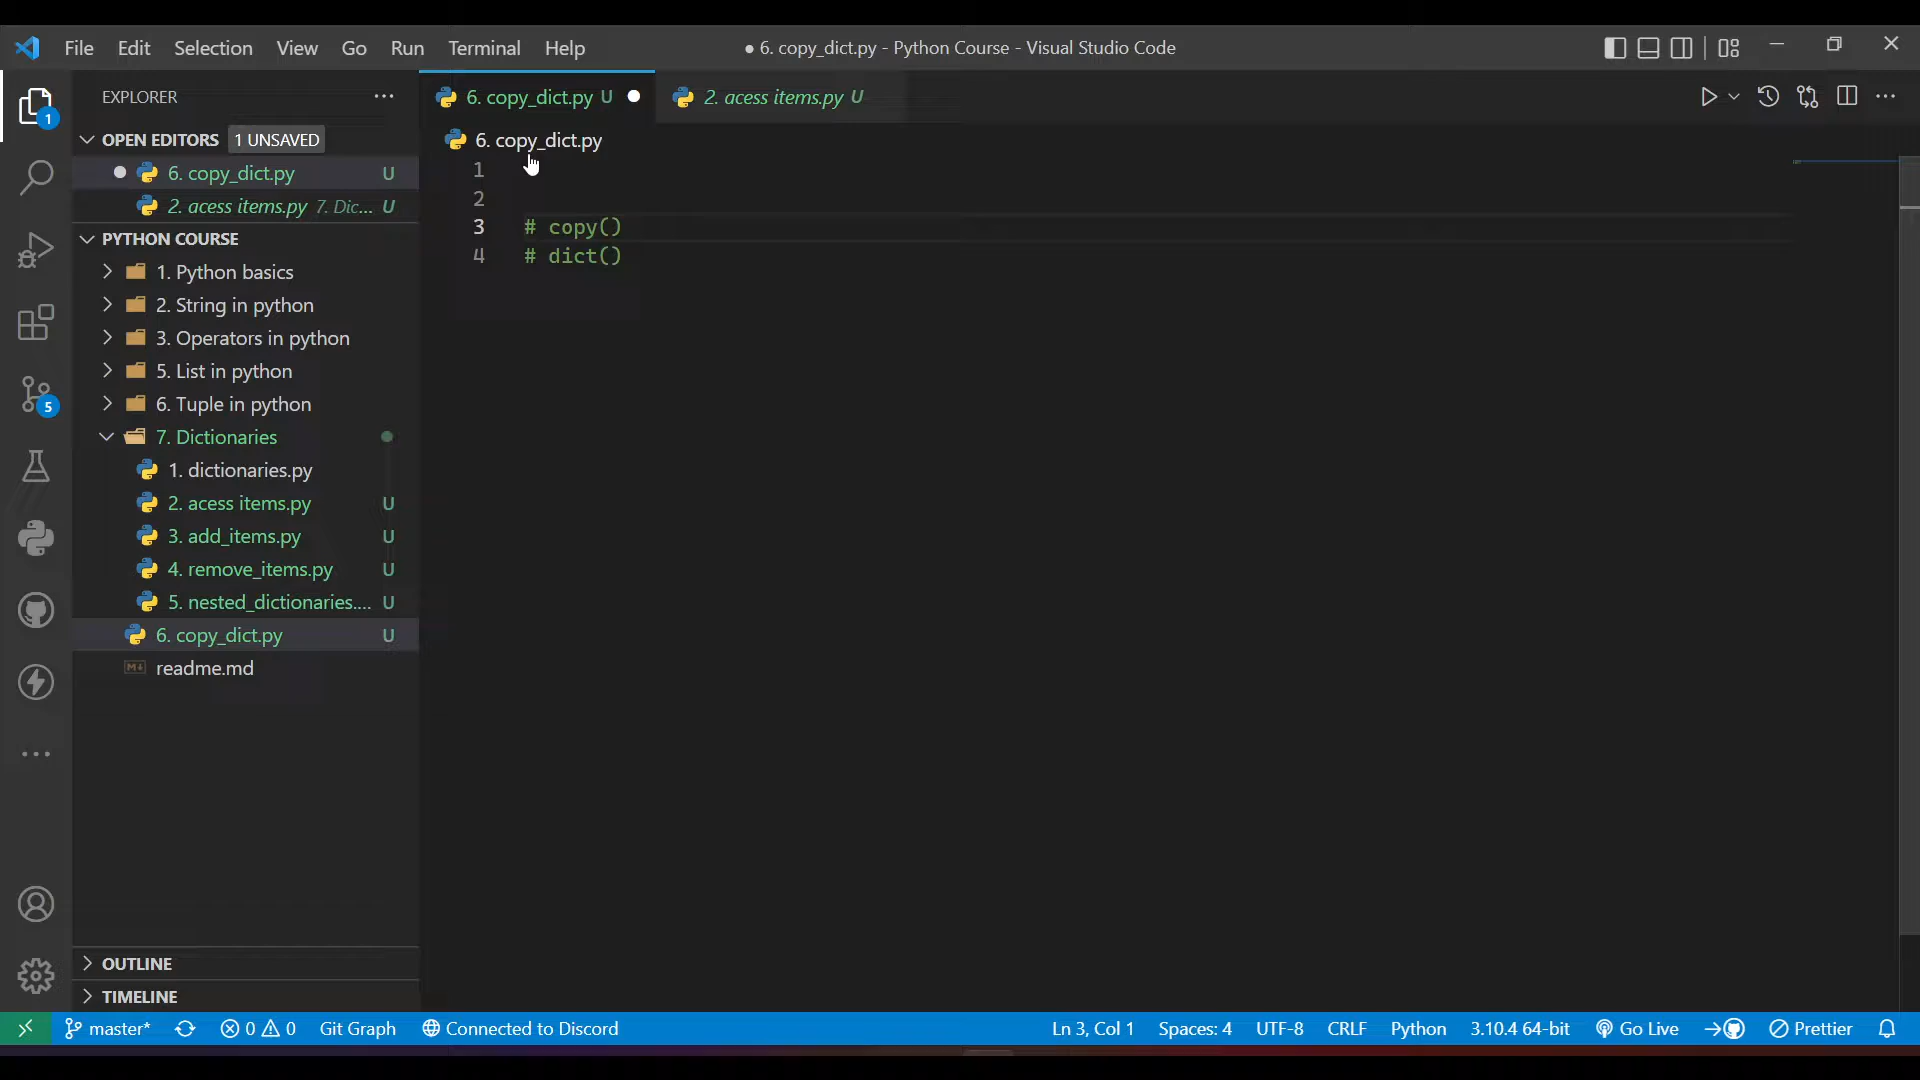 File Edit Selection View Go Run Terminal Help
● 6. copy_dict.py - Python Course - Visual Studio Code
EXPLORER
6. copy_dict.py U
2. acess items.py U
1
OPEN EDITORS 1 UNSAVED
6. copy_dict.py U
2. acess items.py 7. Dic... U
PYTHON COURSE
1. Python basics
2. String in python
3. Operators in python
5. List in python
6. Tuple in python
7. Dictionaries
1. dictionaries.py
2. acess items.py U
3. add_items.py U
4. remove_items.py U
5. nested_dictionaries.... U
6. copy_dict.py U
readme.md
5
OUTLINE
TIMELINE
6. copy_dict.py
1
2
3 # copy()
4 # dict()
master* 0 0 Git Graph Connected to Discord Ln 3, Col 1 Spaces: 4 UTF-8 CRLF Python 3.10.4 64-bit Go Live Prettier